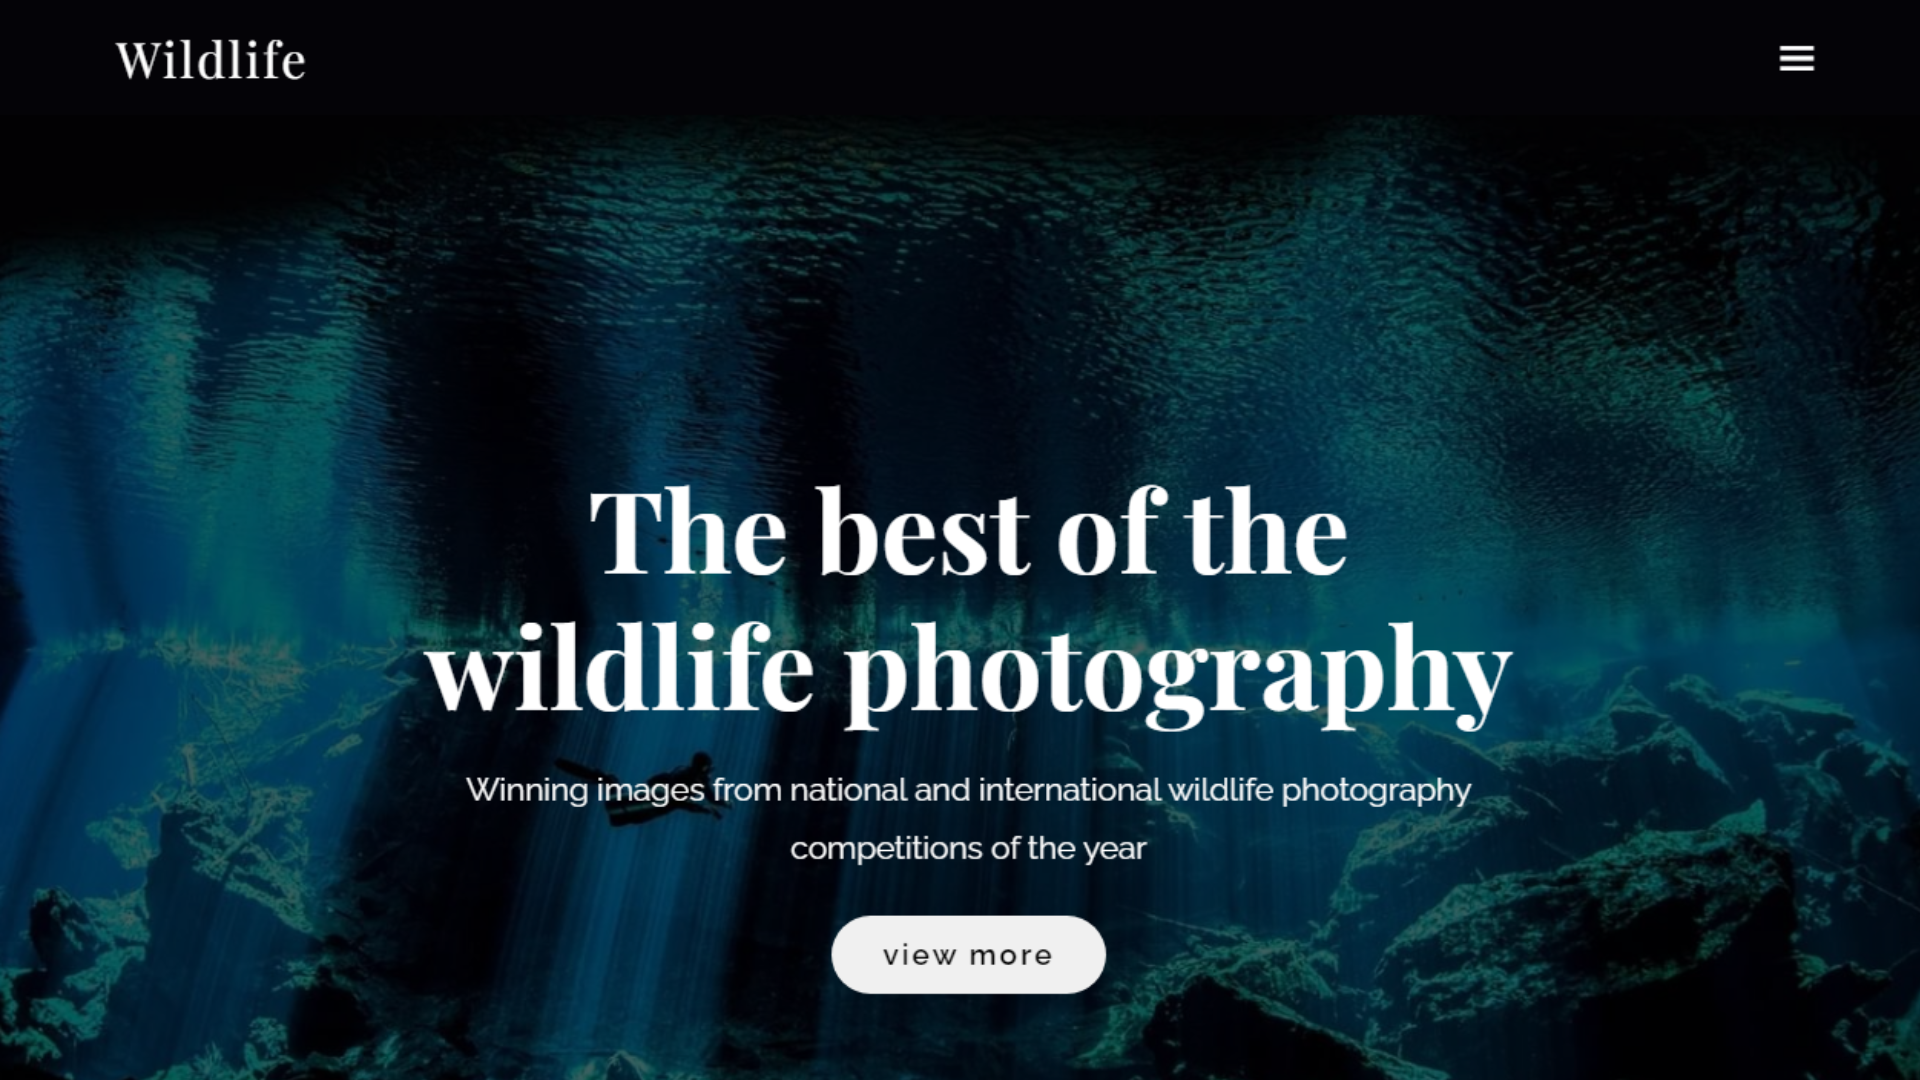 Wildlife
The best of the
wildlife photography
Winning images from national and international wildlife photography
competitions of the year
view more